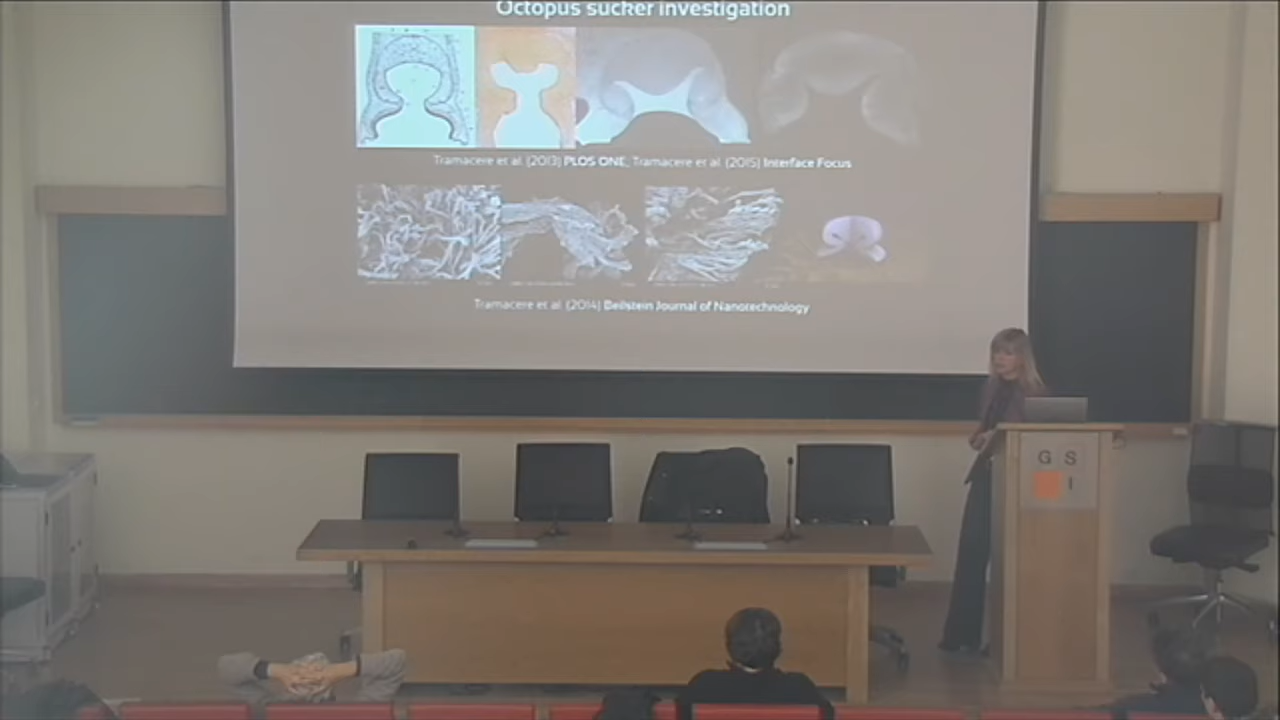 Octopus sucker investigation
Tramacere et al. (2013) PLOS ONE; Tramacere et al. (2015) Interface Focus
Tramacere et al. (2014) Beilstein Journal of Nanotechnology
G S
I